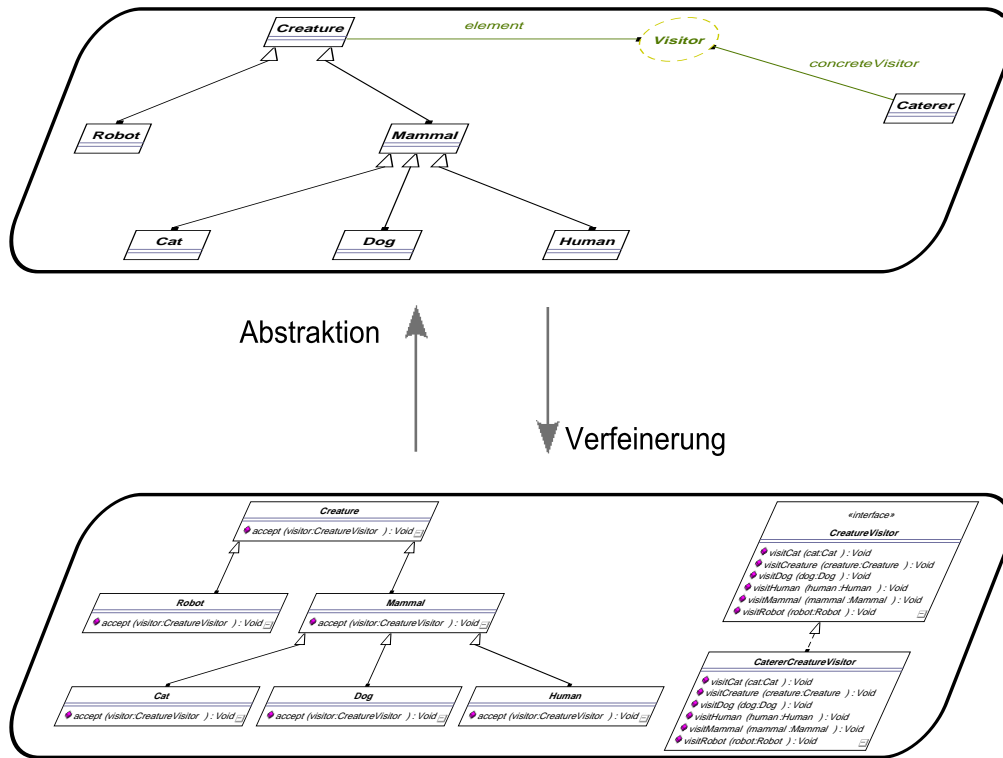 Creature
element
Visitor
concreteVisitor
Caterer
Robot
Mammal
Cat
Dog
Human
Abstraktion
Verfeinerung
Creature
accept (visitor:CreatureVisitor ) : Void
Robot
accept (visitor:CreatureVisitor ) : Void
Mammal
accept (visitor:CreatureVisitor ) : Void
Cat
accept (visitor:CreatureVisitor ) : Void
Dog
accept (visitor:CreatureVisitor ) : Void
Human
accept (visitor:CreatureVisitor ) : Void
«interface»
CreatureVisitor
visitCat (cat:Cat ) : Void
visitCreature (creature:Creature ) : Void
visitDog (dog:Dog ) : Void
visitHuman (human:Human ) : Void
visitMammal (mammal:Mammal ) : Void
visitRobot (robot:Robot ) : Void
CatererCreatureVisitor
visitCat (cat:Cat ) : Void
visitCreature (creature:Creature ) : Void
visitDog (dog:Dog ) : Void
visitHuman (human:Human ) : Void
visitMammal (mammal:Mammal ) : Void
visitRobot (robot:Robot ) : Void